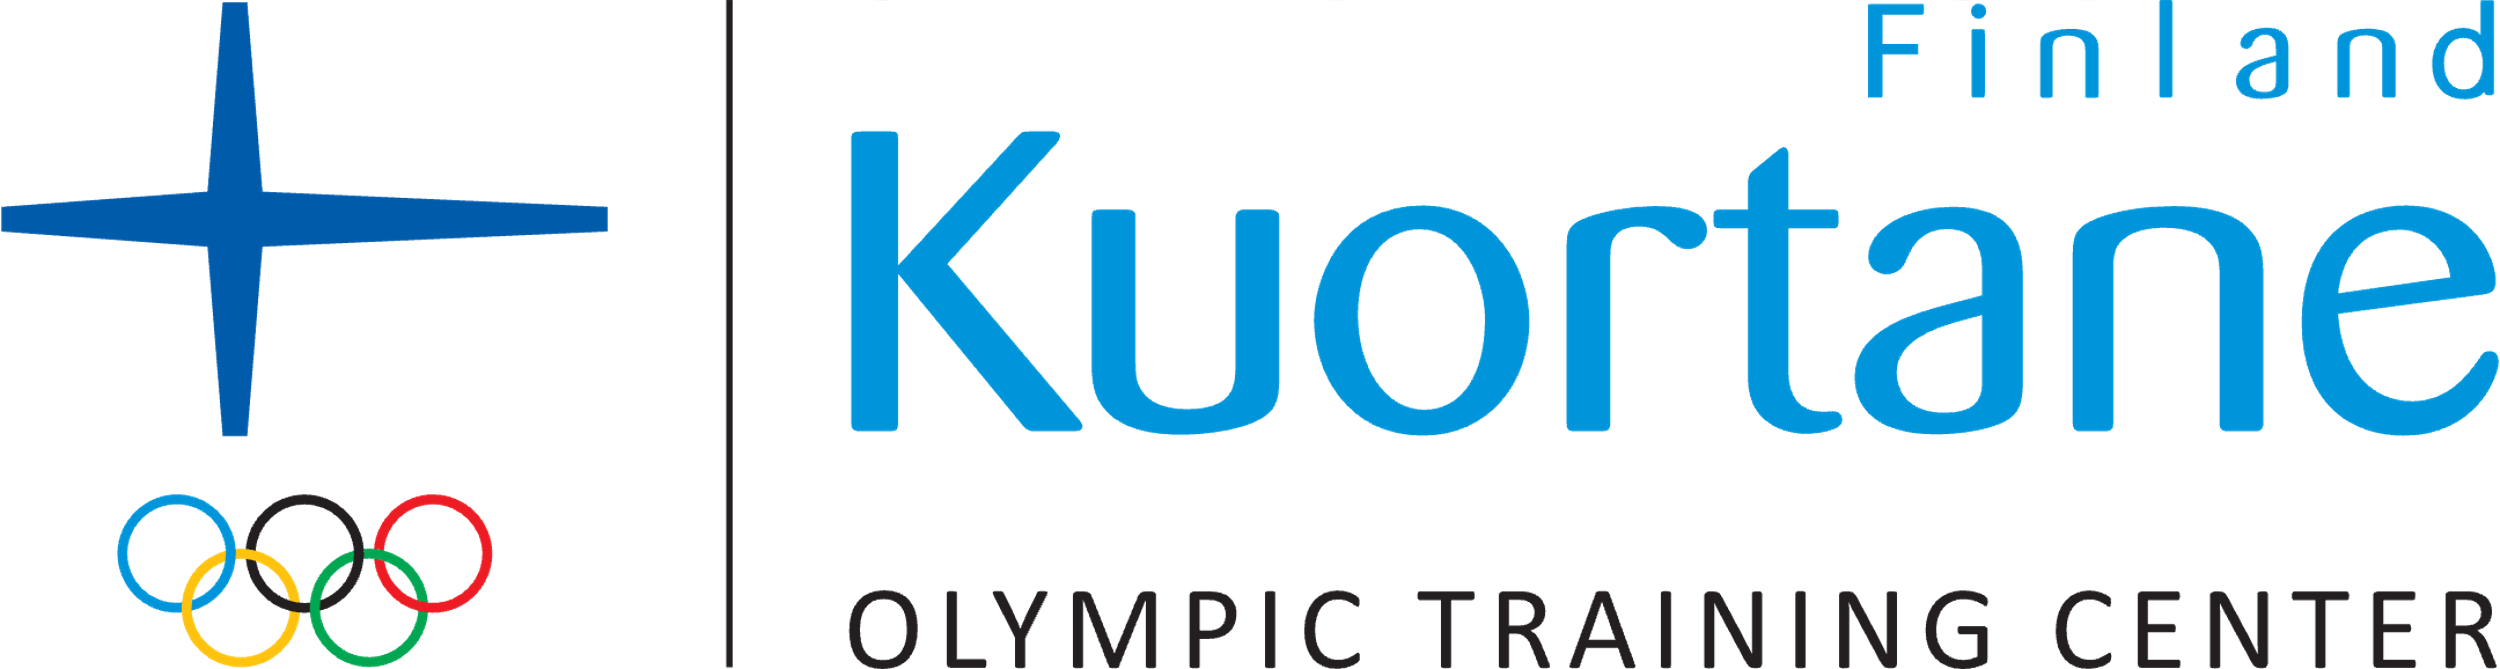 Finland
Kuortane
OLYMPIC TRAINING CENTER